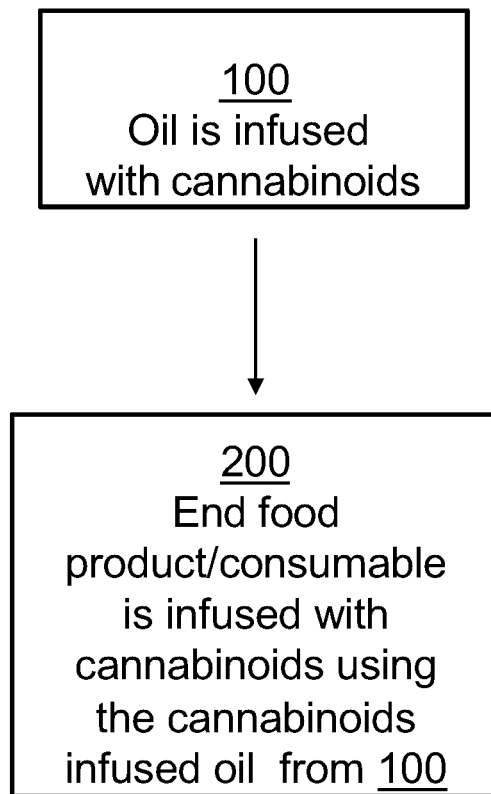 100
Oil is infused
with cannabinoids
200
End food
product/consumable
is infused with
cannabinoids using
the cannabinoids
infused oil from 100